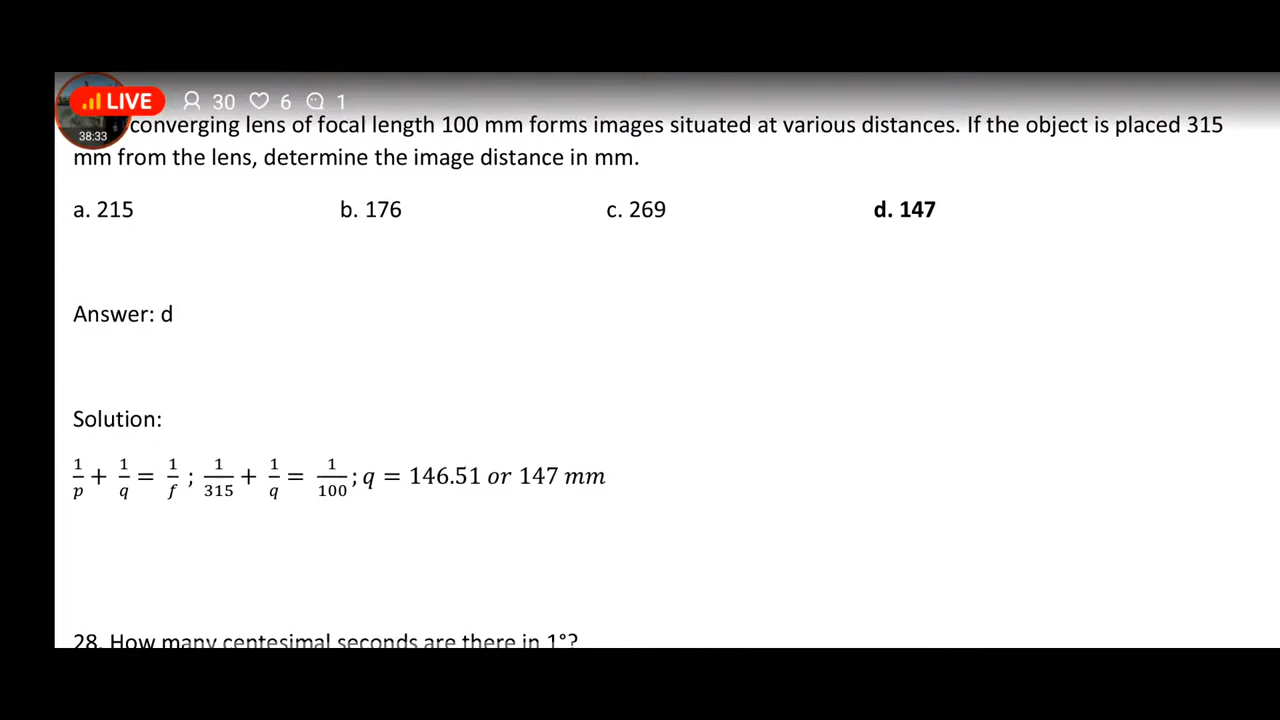 LIVE 30 6 1
38:33
converging lens of focal length 100 mm forms images situated at various distances. If the object is placed 315
mm from the lens, determine the image distance in mm.
a. 215 b. 176 c. 269 d. 147
Answer: d
Solution:
1/p + 1/q = 1/f ; 1/315 + 1/q = 1/100 ; q = 146.51 or 147 mm
28. How many centesimal seconds are there in 1°?